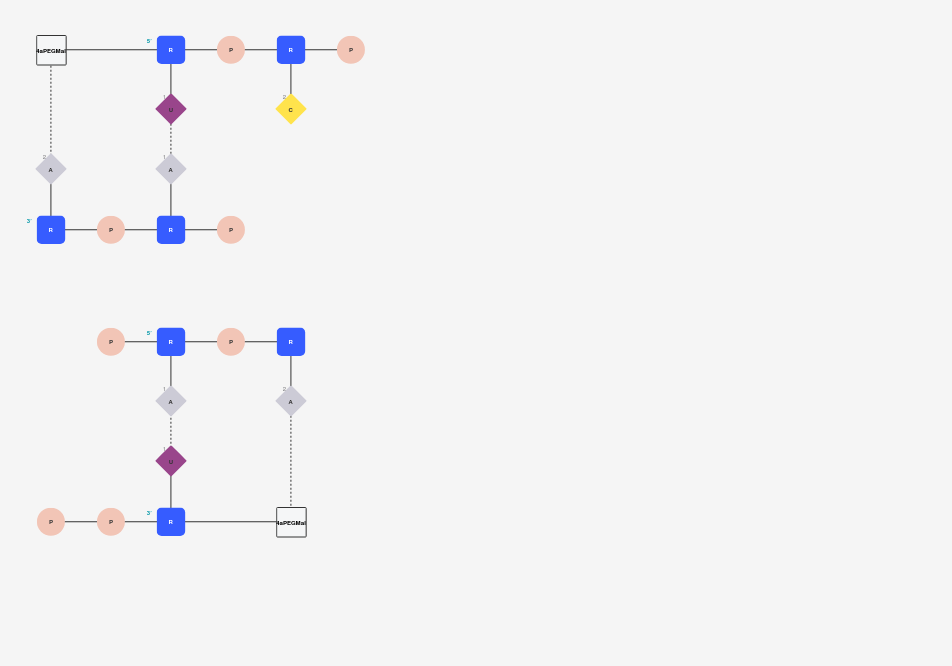 5'
4aPEGMal R P R P
1 2
U C
2 1
A A
3'
R P R P
5'
P R P R
1 2
A A
1
U
3'
P P R 4aPEGMal